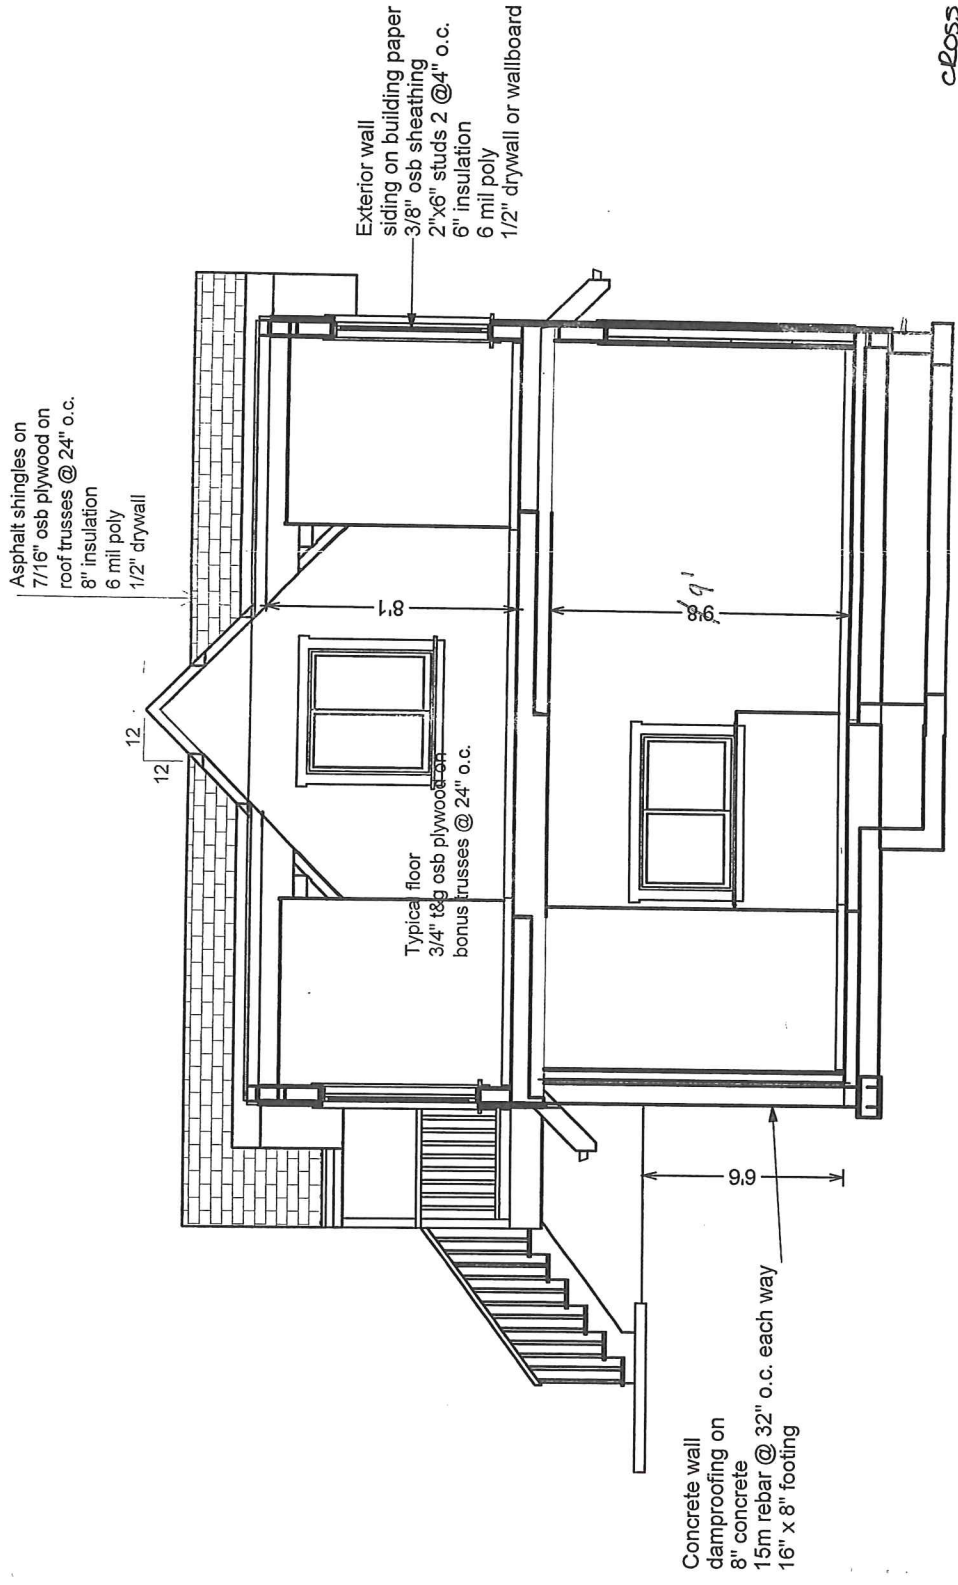 Asphalt shingles on
7/16" osb plywood on
roof trusses @ 24" o.c.
8" insulation
6 mil poly
1/2" drywall
12
12
Exterior wall
siding on building paper
3/8" osb sheathing
2"x6" studs 2 @4" o.c.
6" insulation
6 mil poly
1/2" drywall or wallboard
8'1
Typical floor
3/4" t&g osb plywood on
bonus trusses @ 24" o.c.
9'8
9'
6'6
Concrete wall
damproofing on
8" concrete
15m rebar @ 32" o.c. each way
16" x 8" footing
CROSS